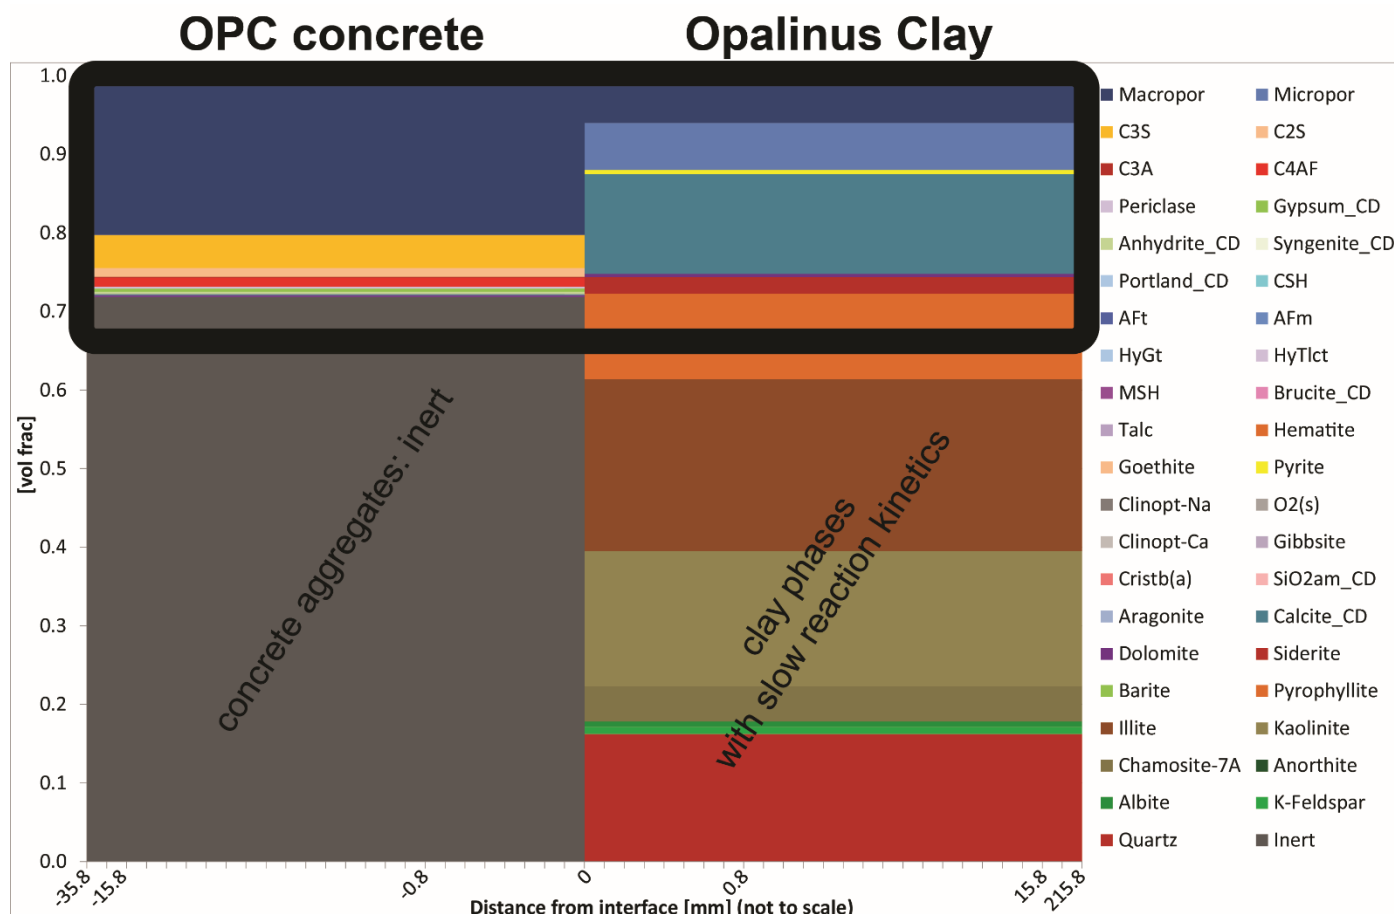 OPC concrete
Opalinus Clay
1.0
0.9
0.8
0.7
0.6
0.5
0.4
0.3
0.2
0.1
0.0
[vol frac]
concrete aggregates: inert
clay phases
with slow reaction kinetics
-35.8
-15.8
-0.8
0
0.8
15.8
215.8
Distance from interface [mm] (not to scale)
Macropor
Micropor
C3S
C2S
C3A
C4AF
Periclase
Gypsum_CD
Anhydrite_CD
Syngenite_CD
Portland_CD
CSH
AFt
AFm
HyGt
HyTlct
MSH
Brucite_CD
Talc
Hematite
Goethite
Pyrite
Clinopt-Na
O2(s)
Clinopt-Ca
Gibbsite
Cristb(a)
SiO2am_CD
Aragonite
Calcite_CD
Dolomite
Siderite
Barite
Pyrophyllite
Illite
Kaolinite
Chamosite-7A
Anorthite
Albite
K-Feldspar
Quartz
Inert